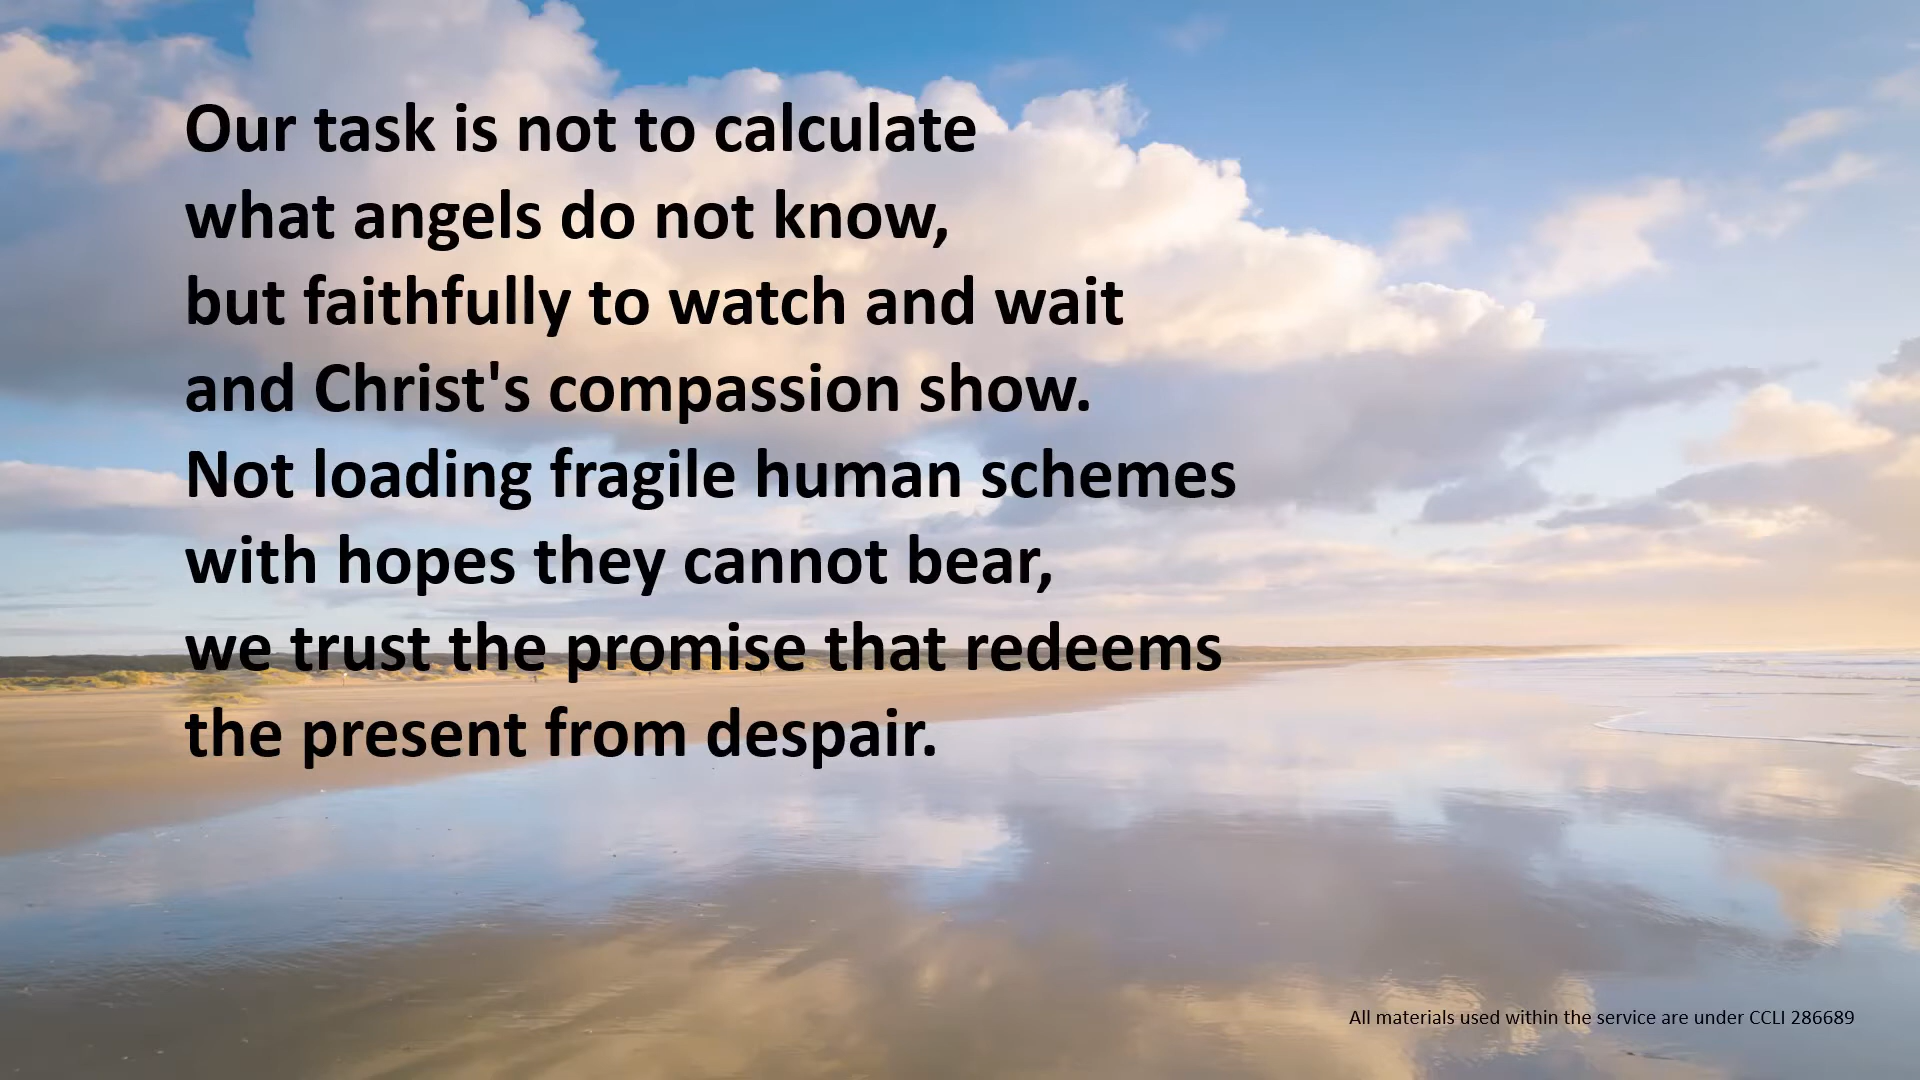 Our task is not to calculate
what angels do not know,
but faithfully to watch and wait
and Christ's compassion show.
Not loading fragile human schemes
with hopes they cannot bear,
we trust the promise that redeems
the present from despair.
All materials used within the service are under CCLI 286689